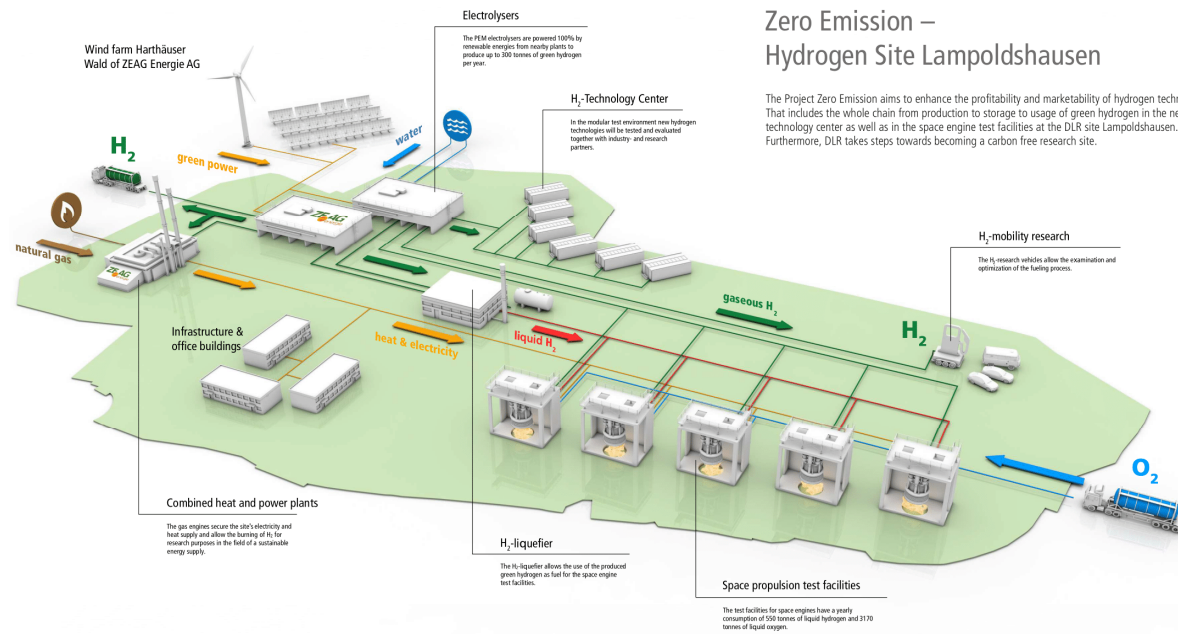 Zero Emission –
Hydrogen Site Lampoldshausen
The Project Zero Emission aims to enhance the profitability and marketability of hydrogen
That includes the whole chain from production to storage to usage of green hydrogen in the
technology center as well as in the space engine test facilities at the DLR site Lampoldshausen.
Furthermore, DLR takes steps towards becoming a carbon free research site.
Electrolysers
The PEM electrolysers are powered 100% by
renewable energies from nearby plants to
produce up to 300 tonnes of green hydrogen
per year.
Wind farm Harthäuser
Wald of ZEAG Energie AG
H₂-Technology Center
In the modular test environment new hydrogen
technologies will be tested and evaluated
together with industry- and research
partners.
water
H₂
green power
ZEAG
natural gas
ZEAG
H₂-mobility research
The H₂-research vehicles allow the examination and
optimization of the fueling process.
gaseous H₂
H₂
Infrastructure &
office buildings
heat & electricity
liquid H₂
O₂
Combined heat and power plants
The gas engines secure the site's electricity and
heat supply and allow the burning of H₂ for
research purposes in the field of a sustainable
energy supply.
H₂-liquefier
The H₂-liquefier allows the use of the produced
green hydrogen as fuel for the space engine
test facilities.
Space propulsion test facilities
The test facilities for space engines have a yearly
consumption of 550 tonnes of liquid hydrogen and 3170
tonnes of liquid oxygen.